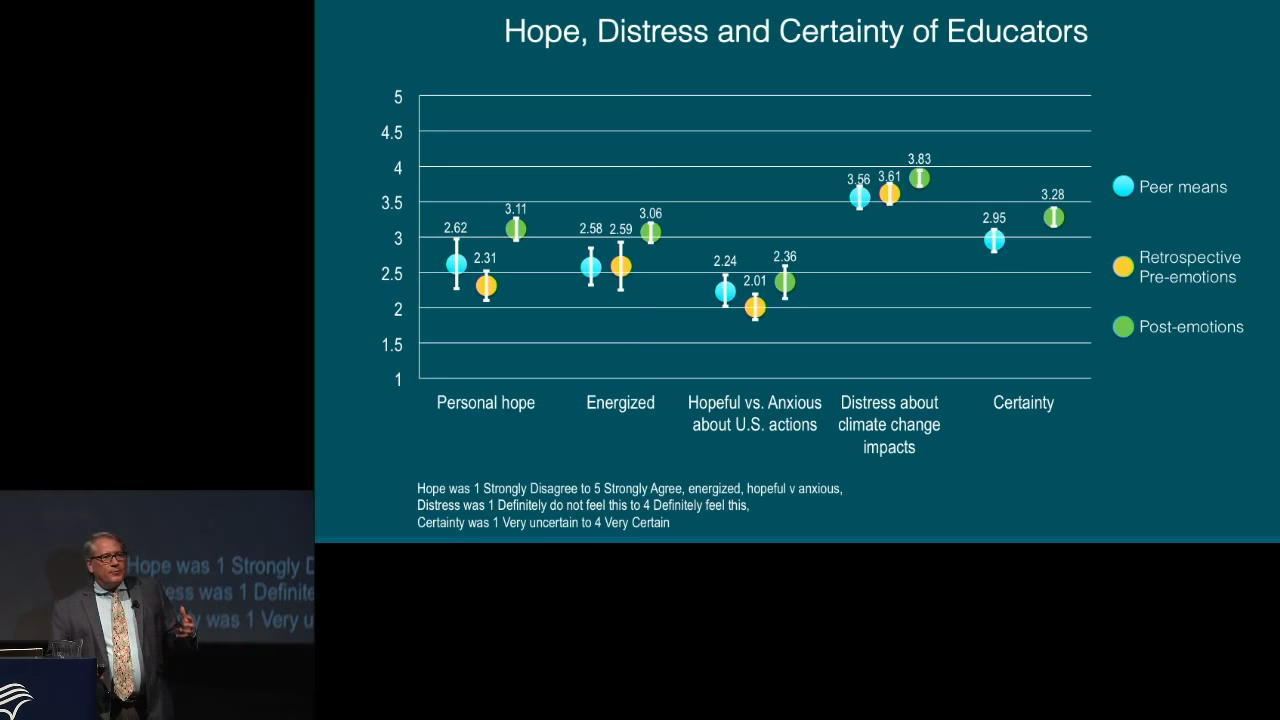 Hope, Distress and Certainty of Educators
5
4.5
4
3.5
3
2.5
2
1.5
1
2.62
2.31
3.11
2.58
2.59
3.06
2.24
2.01
2.36
3.56
3.61
3.83
2.95
3.28
Personal hope
Energized
Hopeful vs. Anxious
about U.S. actions
Distress about
climate change
impacts
Certainty
Peer means
Retrospective
Pre-emotions
Post-emotions
Hope was 1 Strongly Disagree to 5 Strongly Agree, energized, hopeful v anxious,
Distress was 1 Definitely do not feel this to 4 Definitely feel this,
Certainty was 1 Very uncertain to 4 Very Certain
Hope was 1 Strongly D
ess was 1 Definite
y was 1 Very u